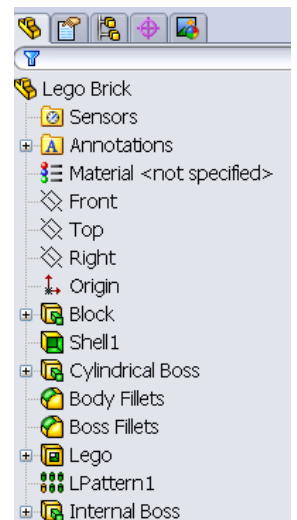 Lego Brick
Sensors
A Annotations
Material <not specified>
Front
Top
Right
Origin
Block
Shell1
Cylindrical Boss
Body Fillets
Boss Fillets
Lego
LPattern1
Internal Boss